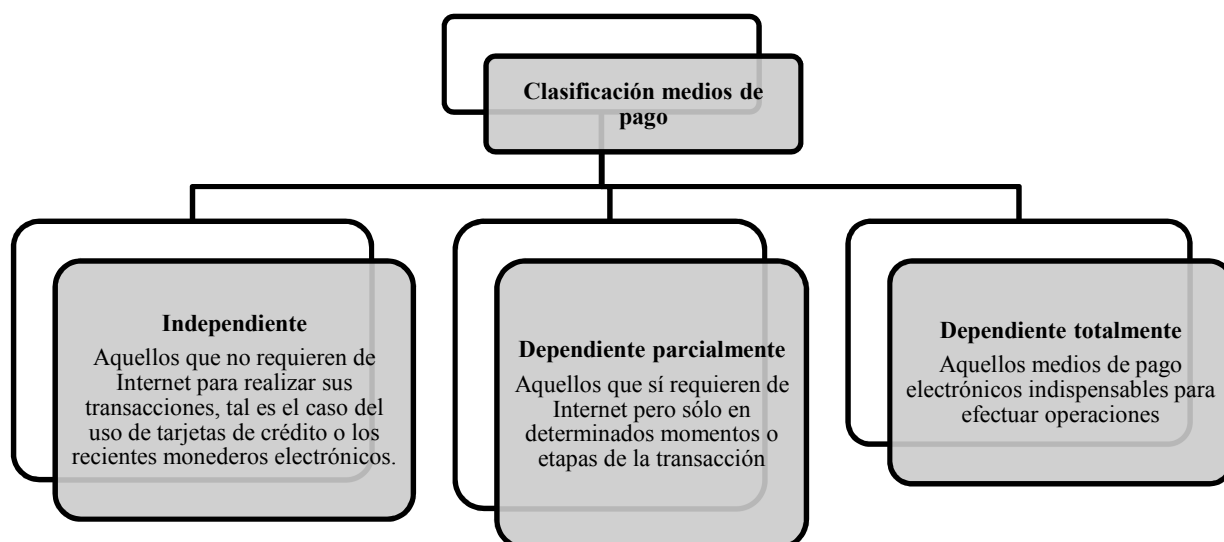 Clasificación medios de
pago
Independiente
Aquellos que no requieren de
Internet para realizar sus
transacciones, tal es el caso del
uso de tarjetas de crédito o los
recientes monederos electrónicos.
Dependiente parcialmente
Aquellos que sí requieren de
Internet pero sólo en
determinados momentos o
etapas de la transacción
Dependiente totalmente
Aquellos medios de pago
electrónicos indispensables para
efectuar operaciones